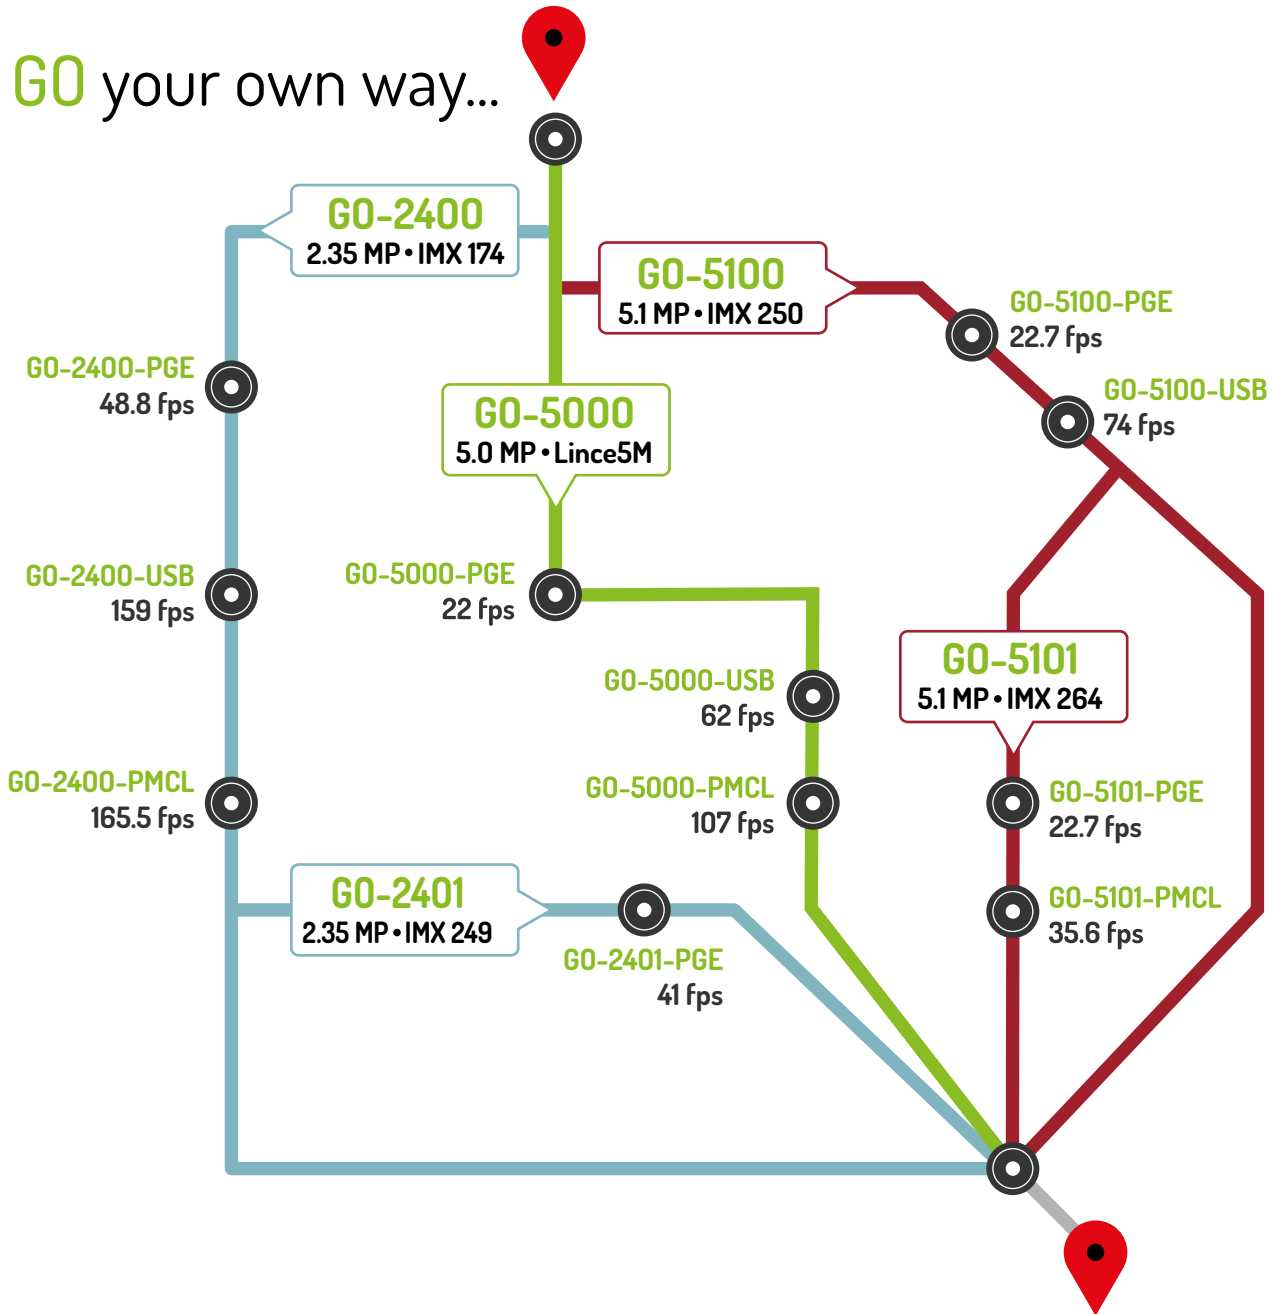 GO your own way...
GO-2400
2.35 MP • IMX 174
GO-5100
5.1 MP • IMX 250
GO-5100-PGE
22.7 fps
GO-2400-PGE
48.8 fps
GO-5100-USB
74 fps
GO-5000
5.0 MP • Lince5M
GO-2400-USB
159 fps
GO-5000-PGE
22 fps
GO-5101
5.1 MP • IMX 264
GO-5000-USB
62 fps
GO-2400-PMCL
165.5 fps
GO-5000-PMCL
107 fps
GO-5101-PGE
22.7 fps
GO-2401
2.35 MP • IMX 249
GO-5101-PMCL
35.6 fps
GO-2401-PGE
41 fps